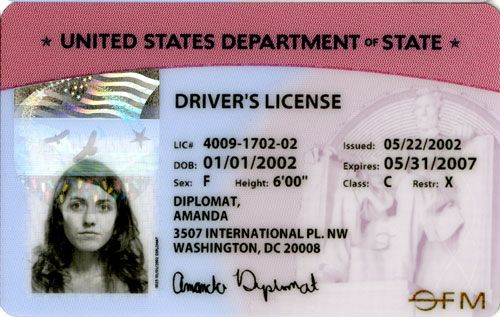 ★ UNITED STATES DEPARTMENT OF STATE ★
DRIVER'S LICENSE
LIC# 4009-1702-02 Issued: 05/22/2002
DOB: 01/01/2002 Expires: 05/31/2007
Sex: F Height: 6'00" Class: C Restr: X
DIPLOMAT,
AMANDA
3507 INTERNATIONAL PL. NW
WASHINGTON, DC 20008
Amanda Diplomat
OFM